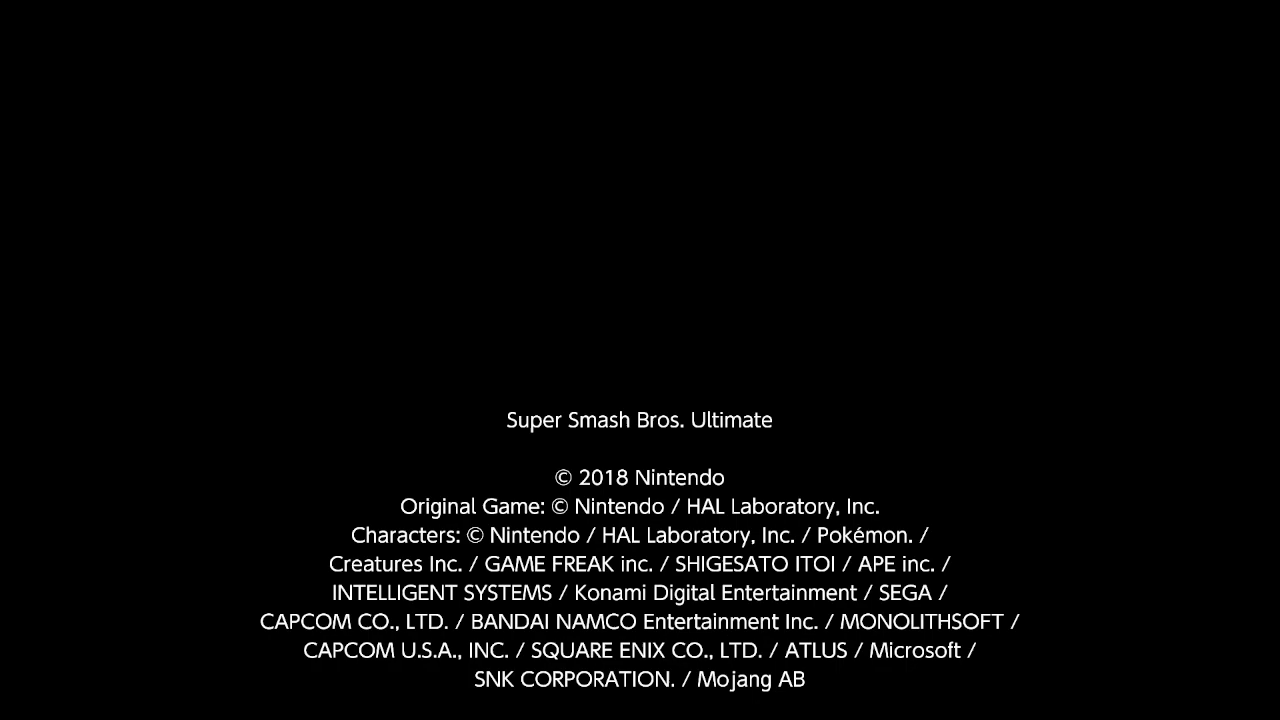 Super Smash Bros. Ultimate
© 2018 Nintendo
Original Game: © Nintendo / HAL Laboratory, Inc.
Characters: © Nintendo / HAL Laboratory, Inc. / Pokémon. /
Creatures Inc. / GAME FREAK inc. / SHIGESATO ITOI / APE inc. /
INTELLIGENT SYSTEMS / Konami Digital Entertainment / SEGA /
CAPCOM CO., LTD. / BANDAI NAMCO Entertainment Inc. / MONOLITHSOFT /
CAPCOM U.S.A., INC. / SQUARE ENIX CO., LTD. / ATLUS / Microsoft /
SNK CORPORATION. / Mojang AB